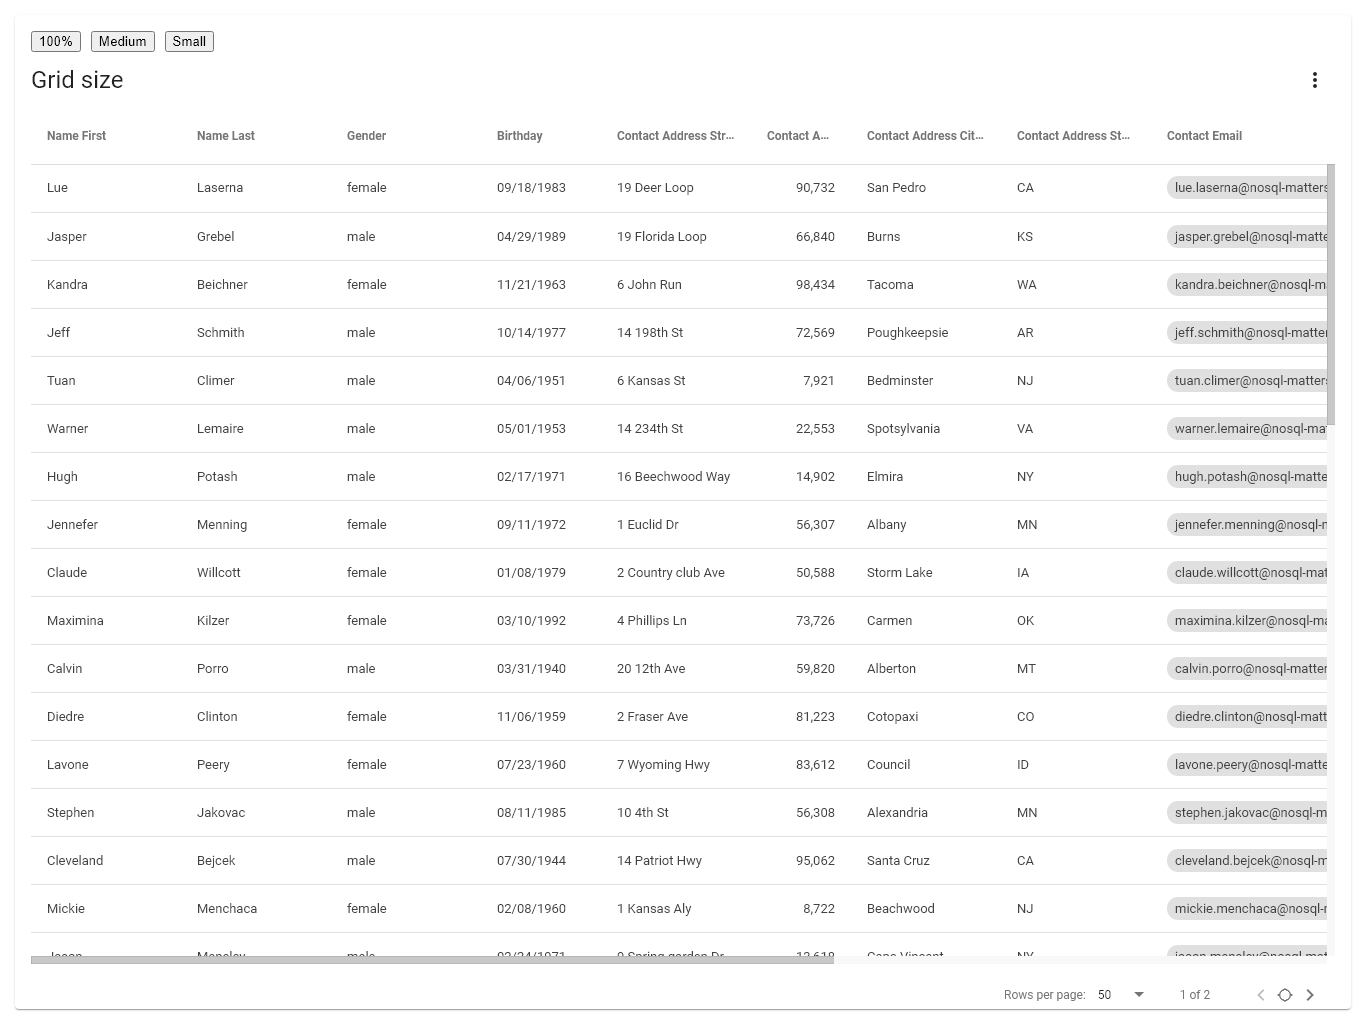 100% Medium Small
Grid size
Name First Name Last Gender Birthday Contact Address Str... Contact A... Contact Address Cit... Contact Address St... Contact Email
Lue Laserna female 09/18/1983 19 Deer Loop 90,732 San Pedro CA lue.laserna@nosql-matters
Jasper Grebel male 04/29/1989 19 Florida Loop 66,840 Burns KS jasper.grebel@nosql-matte
Kandra Beichner female 11/21/1963 6 John Run 98,434 Tacoma WA kandra.beichner@nosql-m
Jeff Schmith male 10/14/1977 14 198th St 72,569 Poughkeepsie AR jeff.schmith@nosql-matter
Tuan Climer male 04/06/1951 6 Kansas St 7,921 Bedminster NJ tuan.climer@nosql-matters
Warner Lemaire male 05/01/1953 14 234th St 22,553 Spotsylvania VA warner.lemaire@nosql-mat
Hugh Potash male 02/17/1971 16 Beechwood Way 14,902 Elmira NY hugh.potash@nosql-matte
Jennefer Menning female 09/11/1972 1 Euclid Dr 56,307 Albany MN jennefer.menning@nosql-m
Claude Willcott female 01/08/1979 2 Country club Ave 50,588 Storm Lake IA claude.willcott@nosql-mat
Maximina Kilzer female 03/10/1992 4 Phillips Ln 73,726 Carmen OK maximina.kilzer@nosql-ma
Calvin Porro male 03/31/1940 20 12th Ave 59,820 Alberton MT calvin.porro@nosql-matter
Diedre Clinton female 11/06/1959 2 Fraser Ave 81,223 Cotopaxi CO diedre.clinton@nosql-matt
Lavone Peery female 07/23/1960 7 Wyoming Hwy 83,612 Council ID lavone.peery@nosql-matte
Stephen Jakovac male 08/11/1985 10 4th St 56,308 Alexandria MN stephen.jakovac@nosql-m
Cleveland Bejcek male 07/30/1944 14 Patriot Hwy 95,062 Santa Cruz CA cleveland.bejcek@nosql-m
Mickie Menchaca female 02/08/1960 1 Kansas Aly 8,722 Beachwood NJ mickie.menchaca@nosql-r
Rows per page: 50 1 of 2